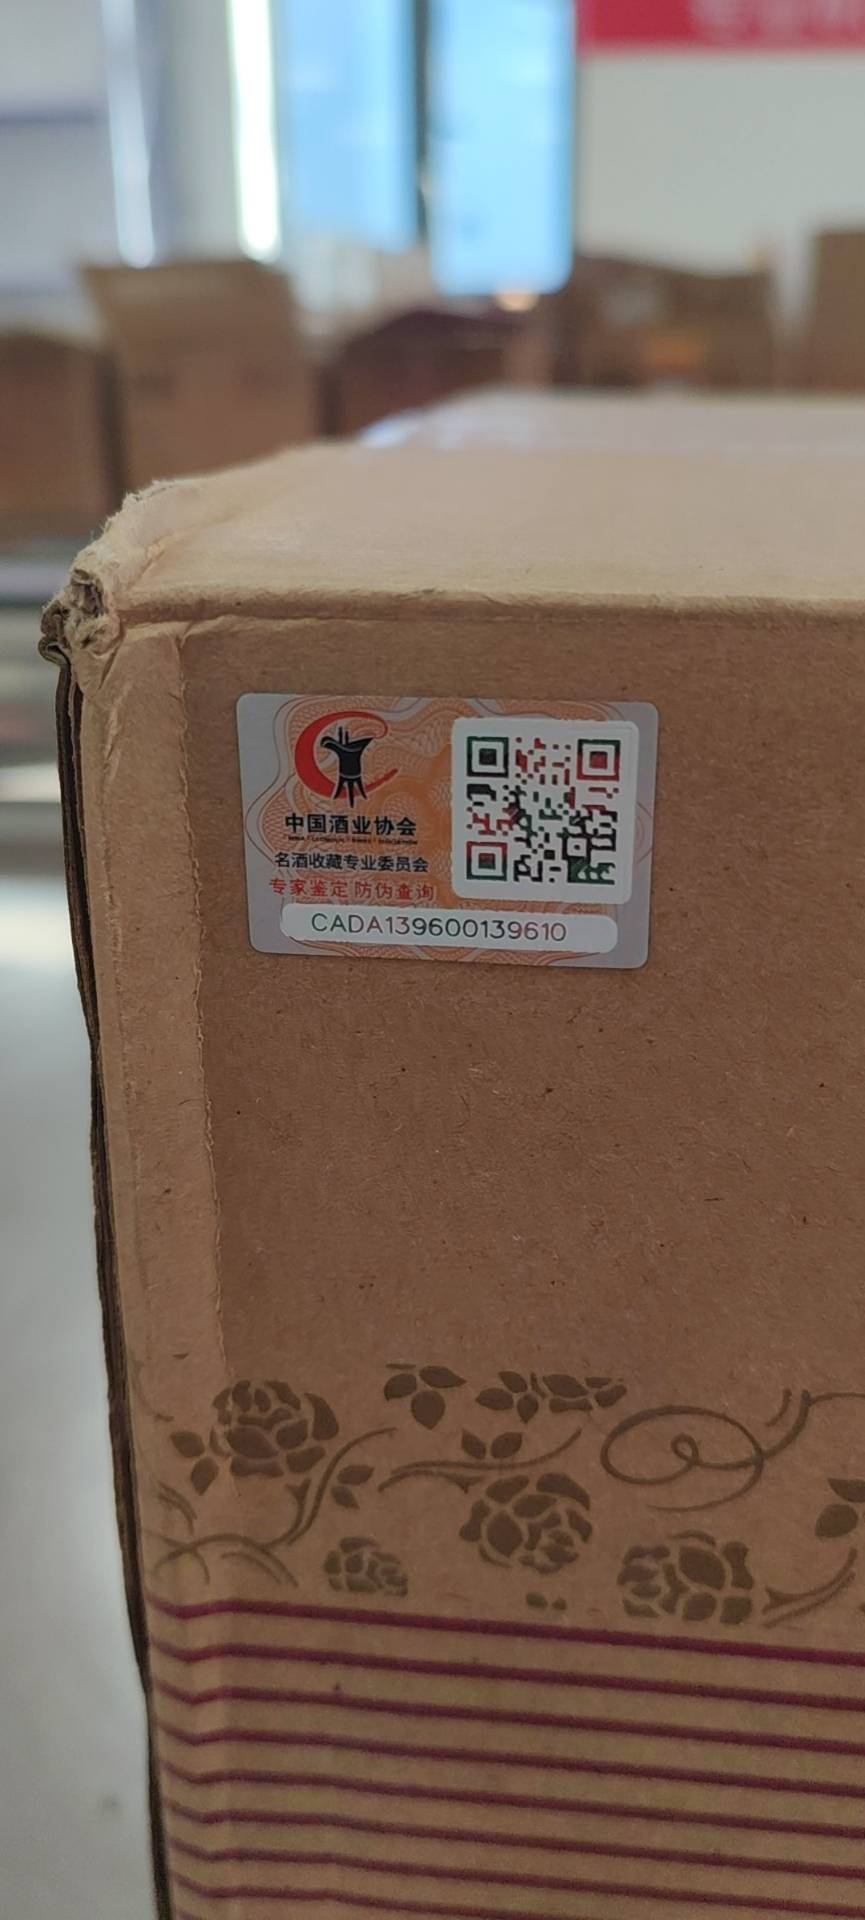 中国酒业协会
名酒收藏专业委员会
专家鉴定 防伪查询
CADA139600139610